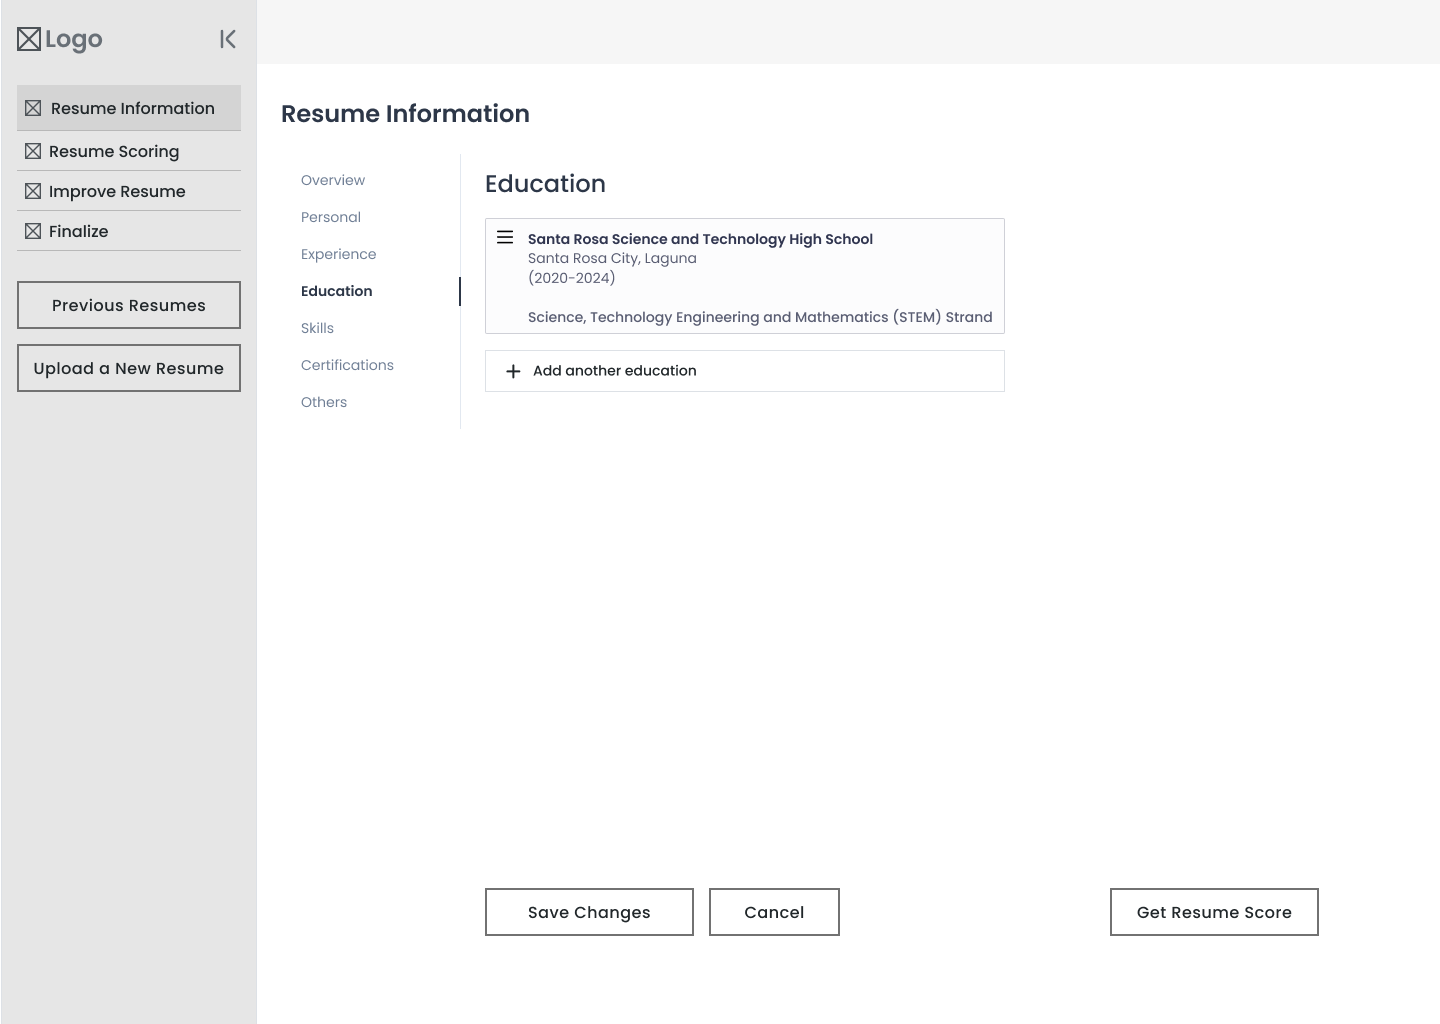 Logo
Resume Information
Resume Scoring
Improve Resume
Finalize
Previous Resumes
Upload a New Resume
Resume Information
Overview
Personal
Experience
Education
Skills
Certifications
Others
Education
Santa Rosa Science and Technology High School
Santa Rosa City, Laguna
(2020-2024)
Science, Technology Engineering and Mathematics (STEM) Strand
Add another education
Save Changes
Cancel
Get Resume Score